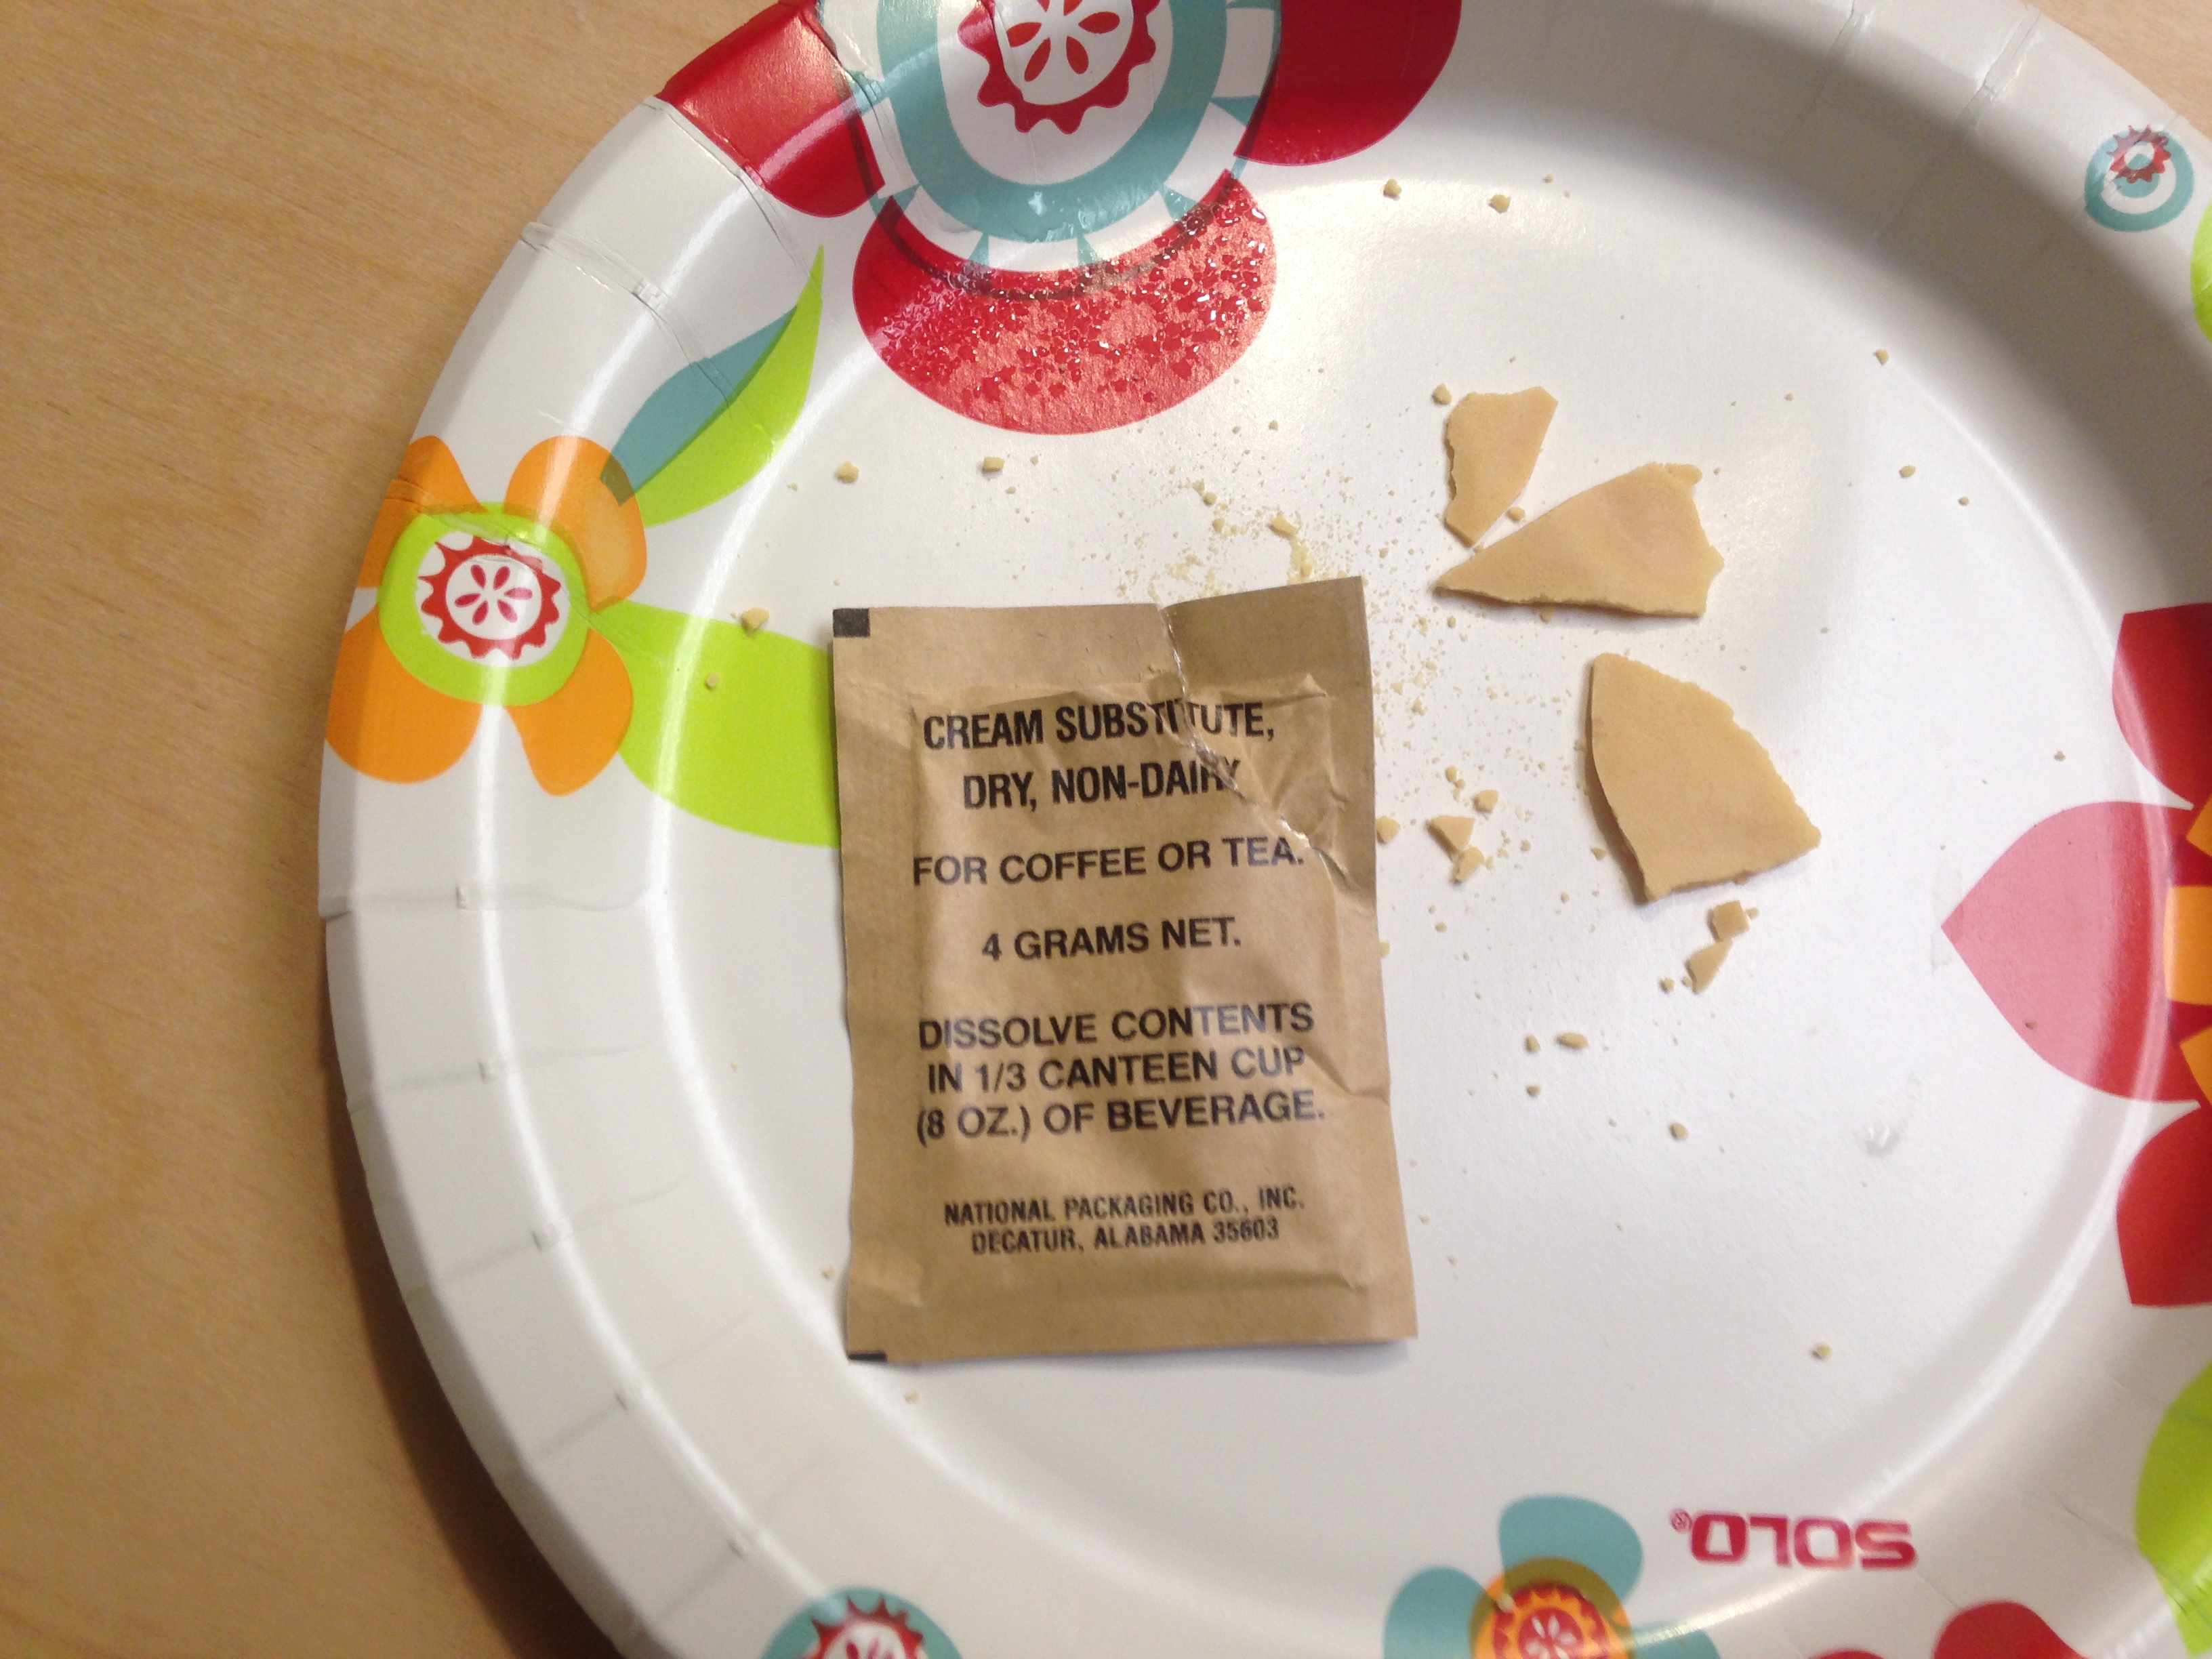 CREAM SUBSTITUTE,
DRY, NON-DAIRY
FOR COFFEE OR TEA.
4 GRAMS NET.
DISSOLVE CONTENTS
IN 1/3 CANTEEN CUP
(8 OZ.) OF BEVERAGE.
NATIONAL PACKAGING CO., INC.
DECATUR, ALABAMA 35603
SOLO®